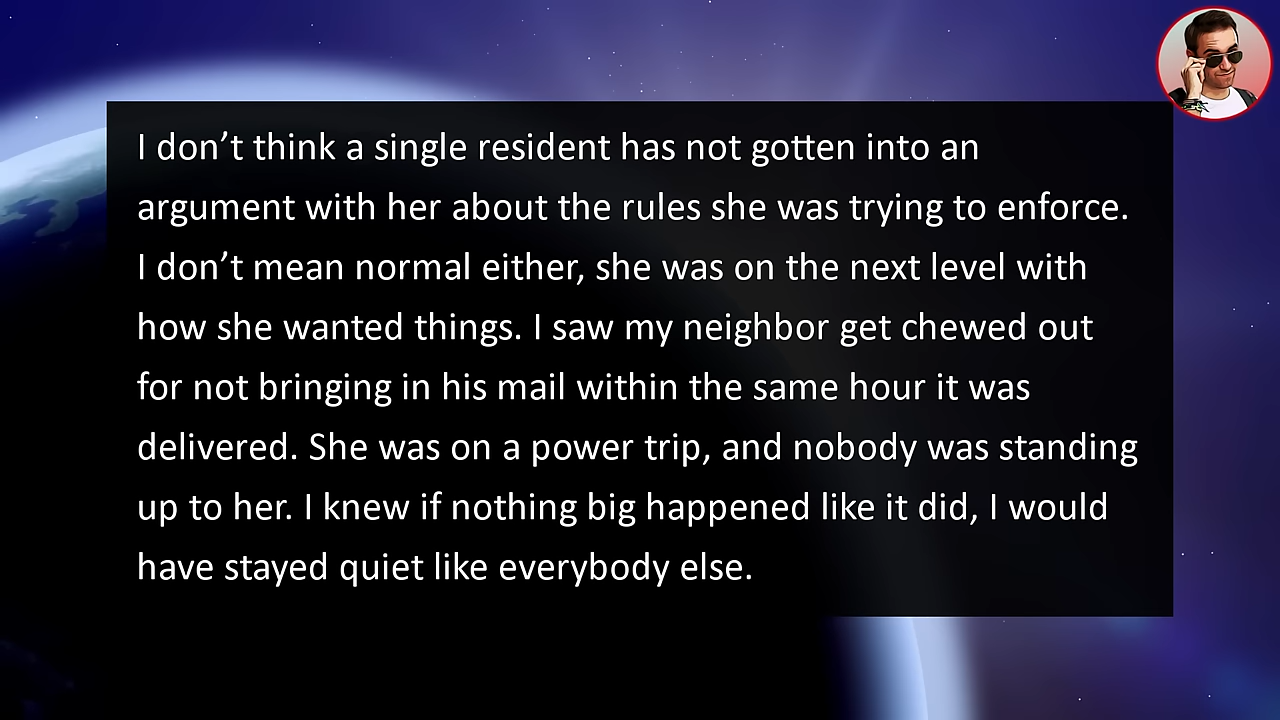 I don’t think a single resident has not gotten into an
argument with her about the rules she was trying to enforce.
I don’t mean normal either, she was on the next level with
how she wanted things. I saw my neighbor get chewed out
for not bringing in his mail within the same hour it was
delivered. She was on a power trip, and nobody was standing
up to her. I knew if nothing big happened like it did, I would
have stayed quiet like everybody else.